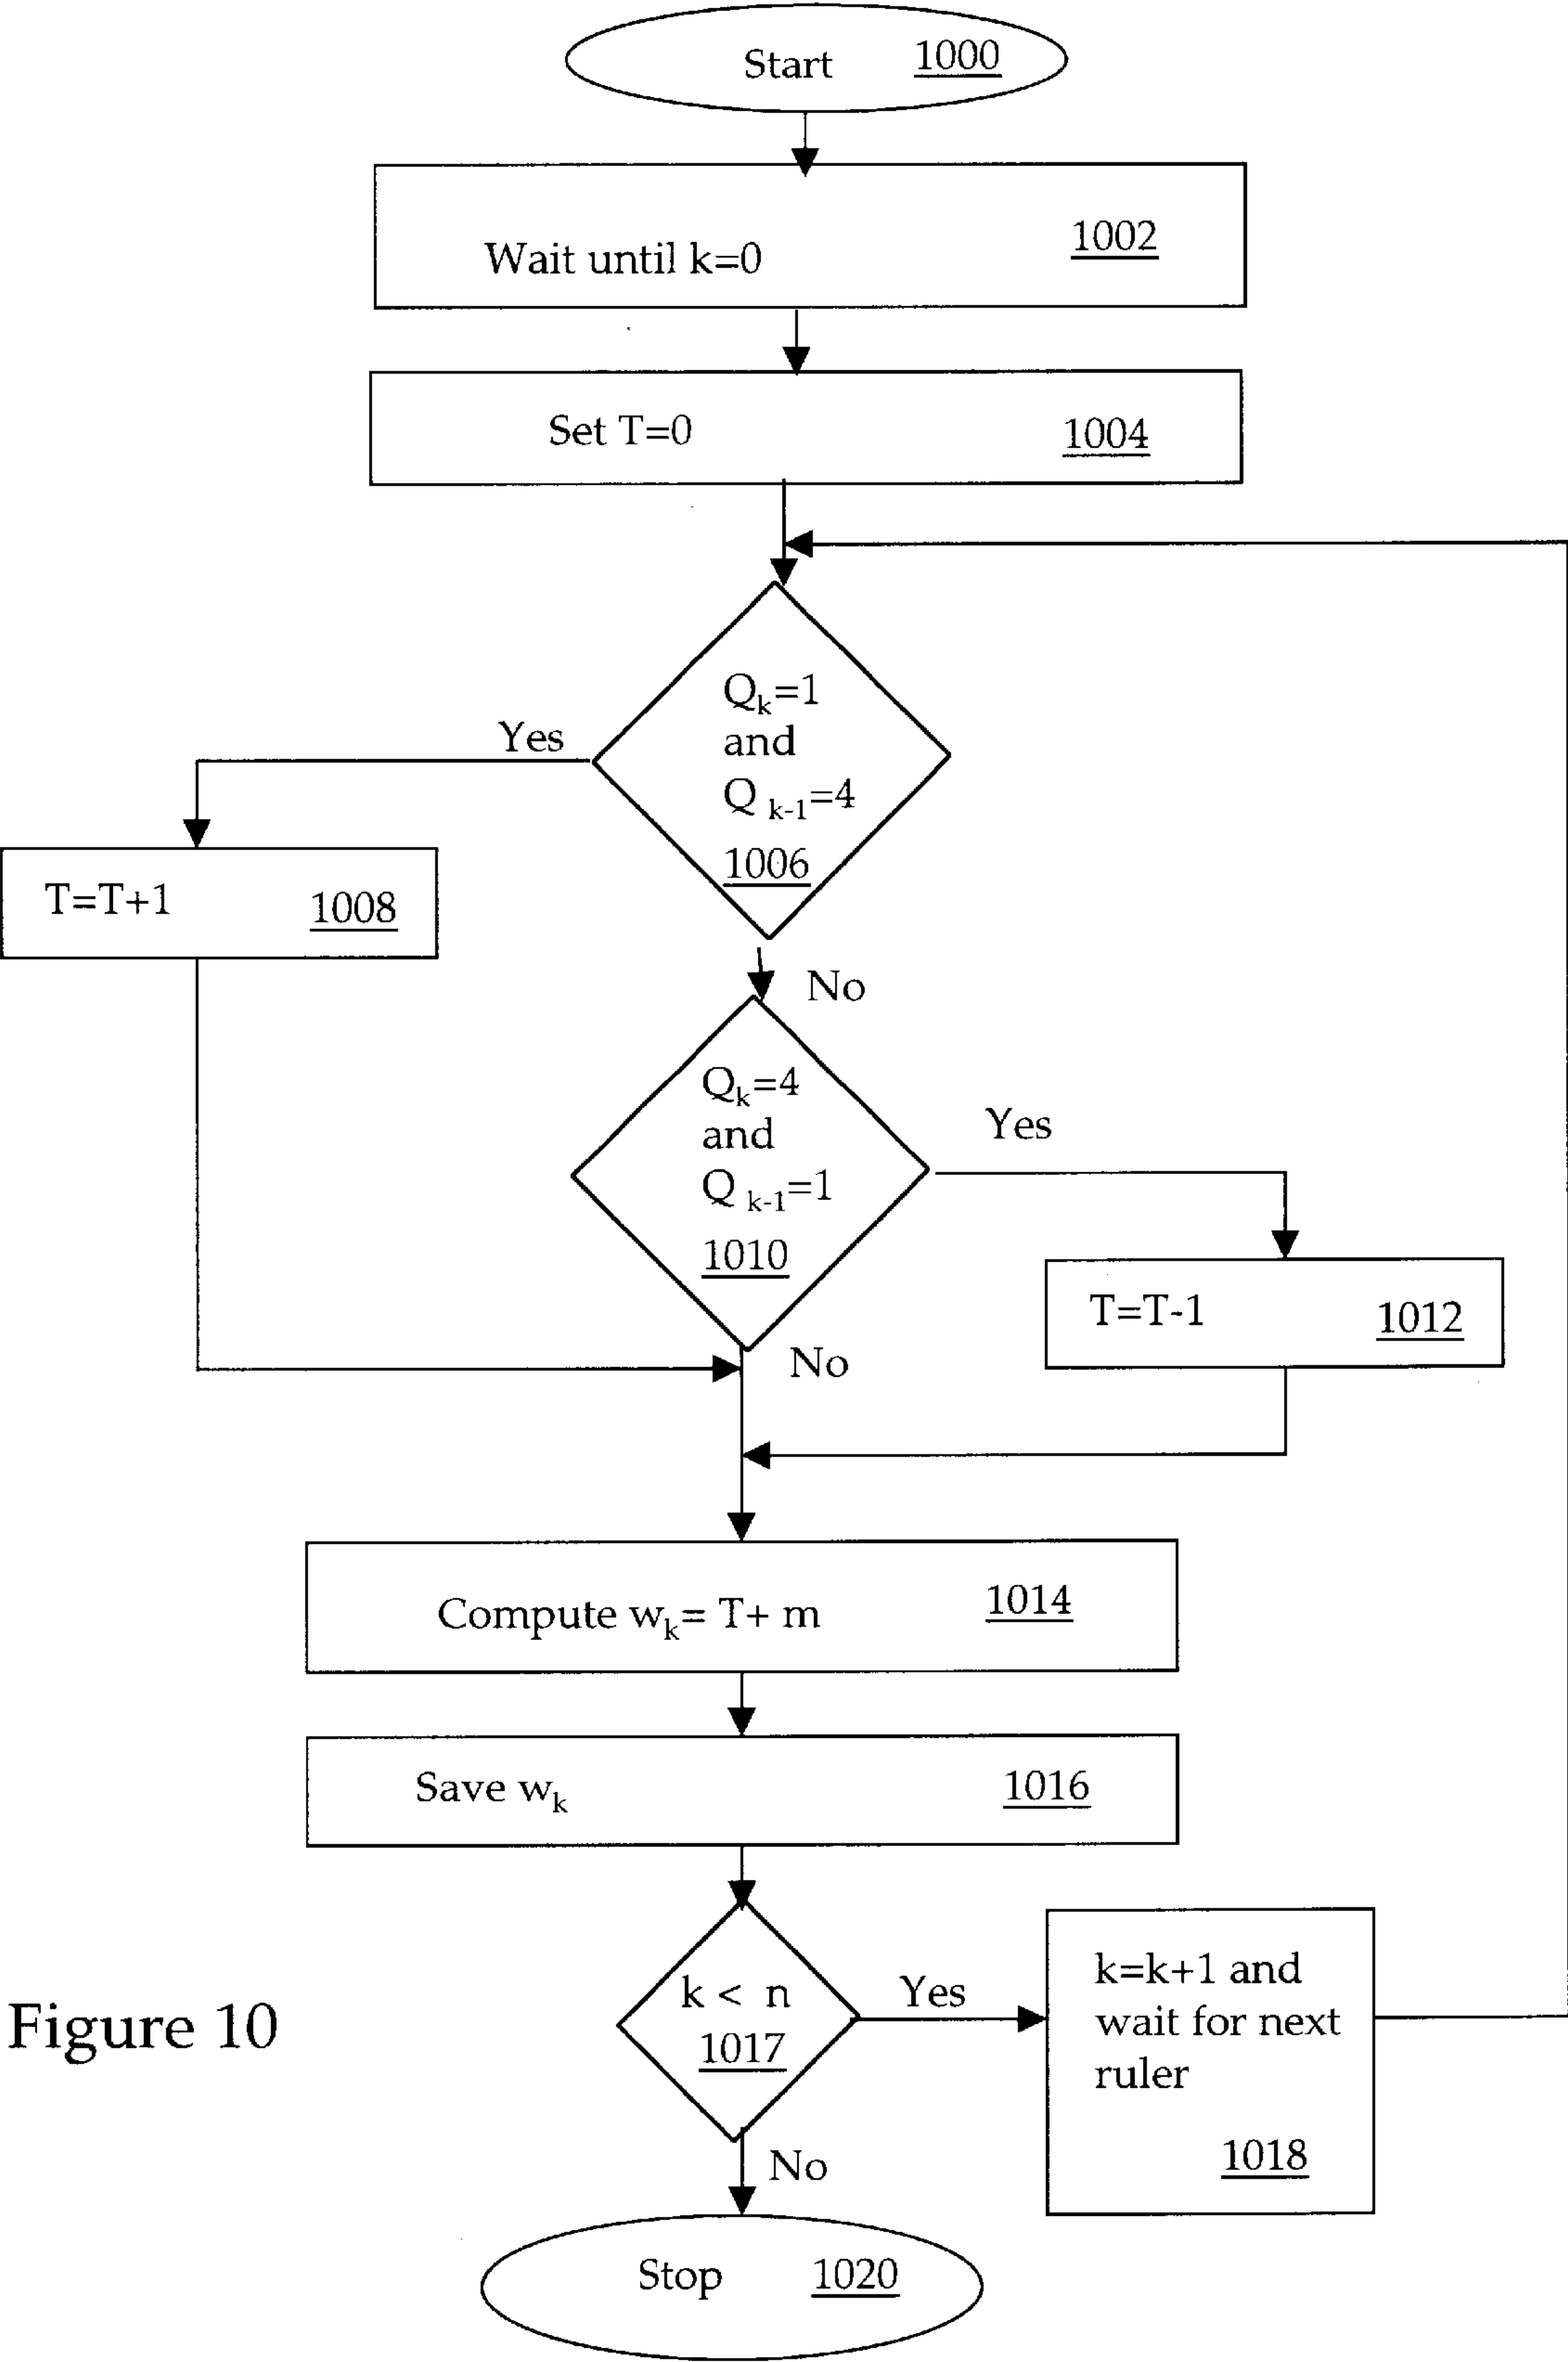 Start 1000
Wait until k=0 1002
Set T=0 1004
Qk=1
and
Q k-1=4
1006
Yes
T=T+1 1008
No
Qk=4
and
Q k-1=1
1010
Yes
T=T-1 1012
No
Compute wk= T+ m 1014
Save wk 1016
k < n
1017
Yes
k=k+1 and
wait for next
ruler
1018
Figure 10
No
Stop 1020